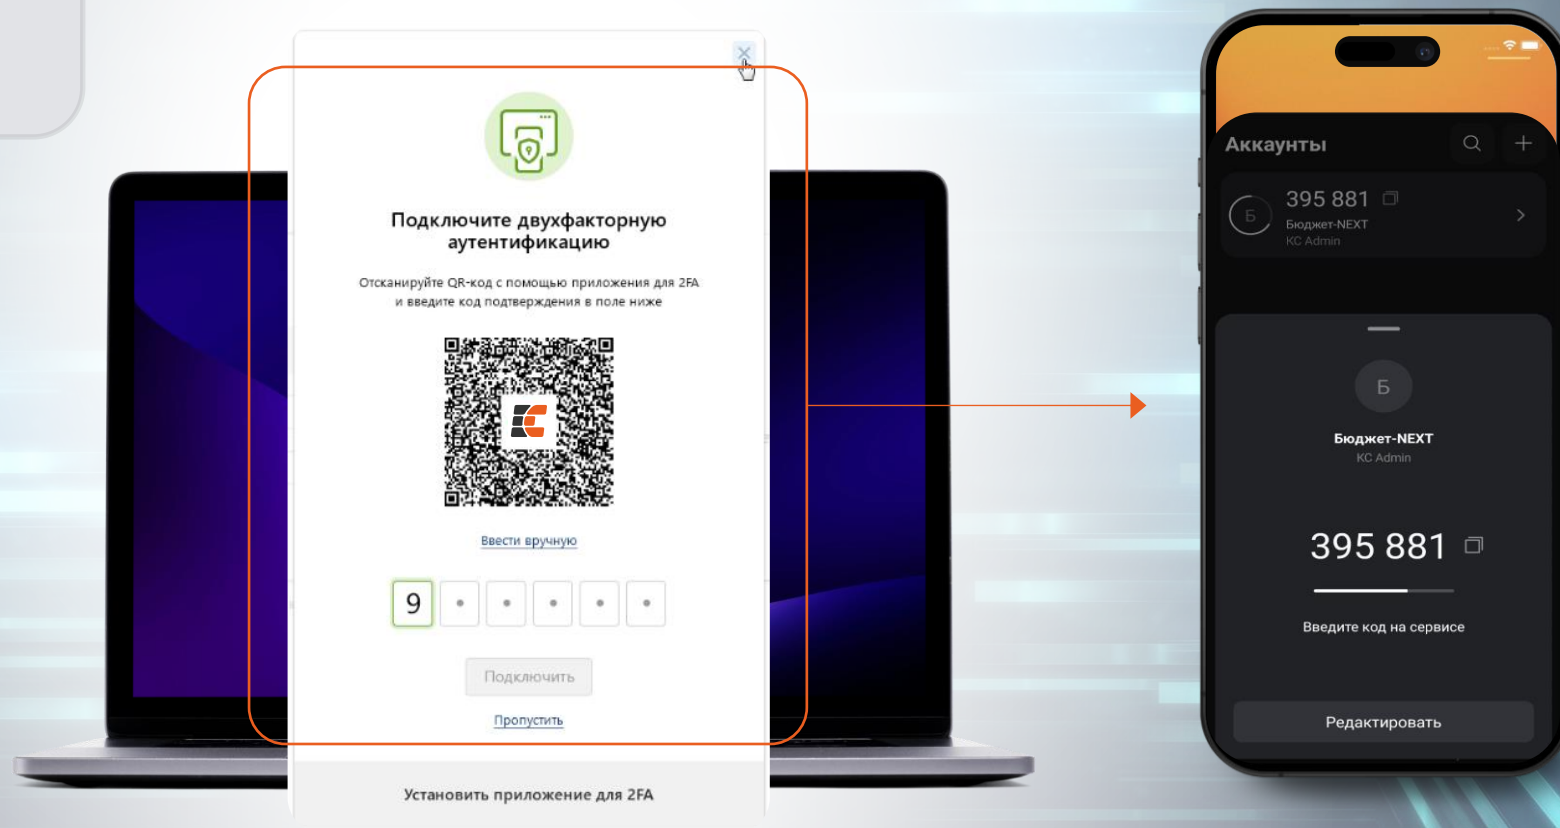 Подключите двухфакторную
аутентификацию
Отсканируйте QR-код с помощью приложения для 2FA
и введите код подтверждения в поле ниже
Ввести вручную
9
Подключить
Пропустить
Установить приложение для 2FA
Аккаунты
Б
395 881
Бюджет-NEXT
КС Admin
Б
Бюджет-NEXT
КС Admin
395 881
Введите код на сервисе
Редактировать